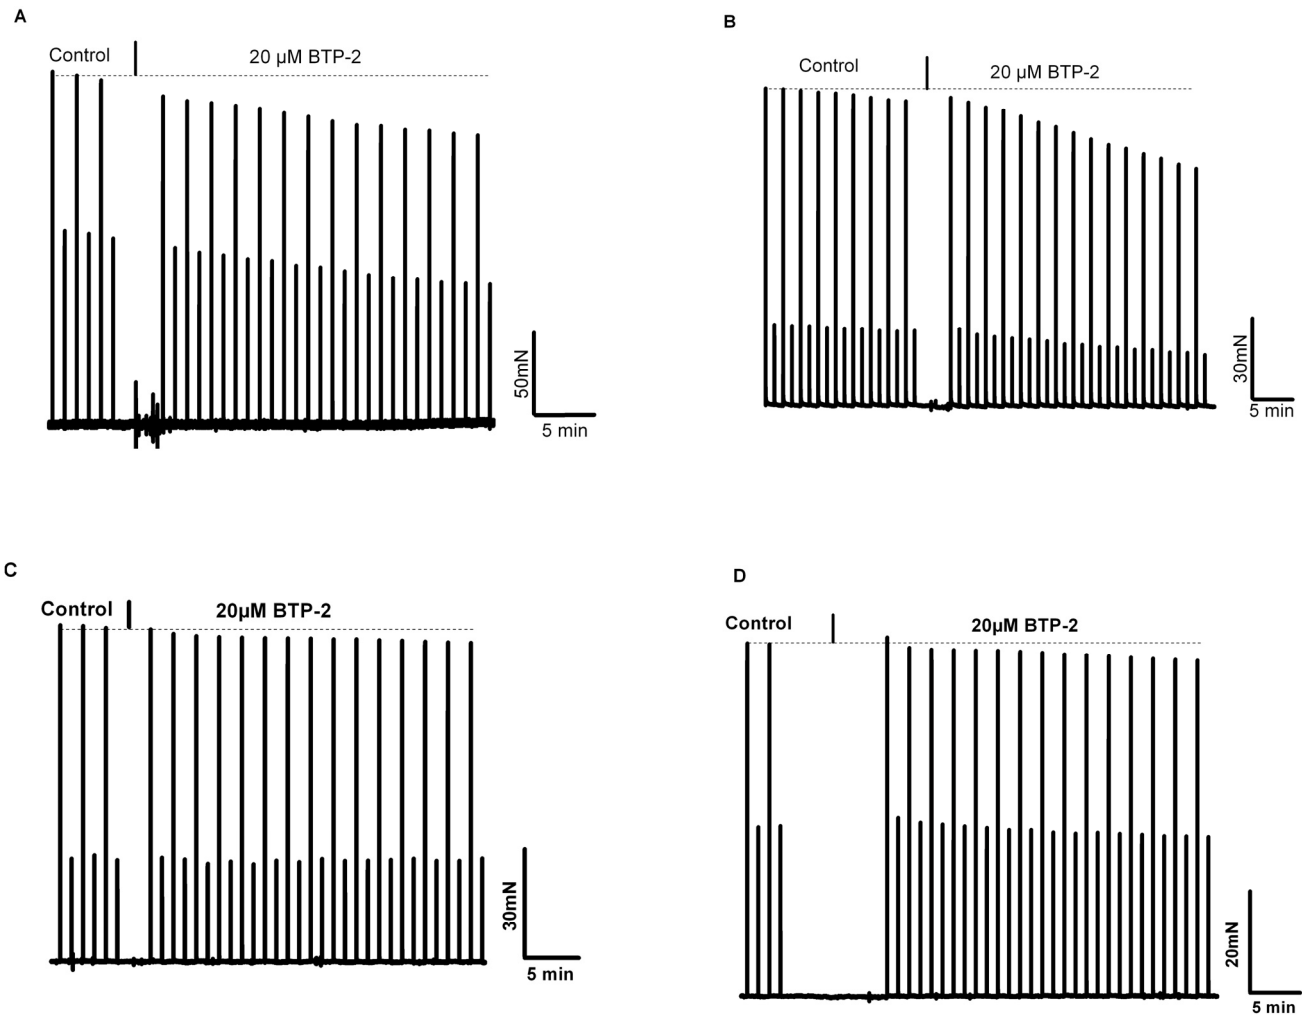 A
Control
20 µM BTP-2
50mN
5 min
B
Control
20 µM BTP-2
30mN
5 min
C
Control
20µM BTP-2
30mN
5 min
D
Control
20µM BTP-2
20mN
5 min